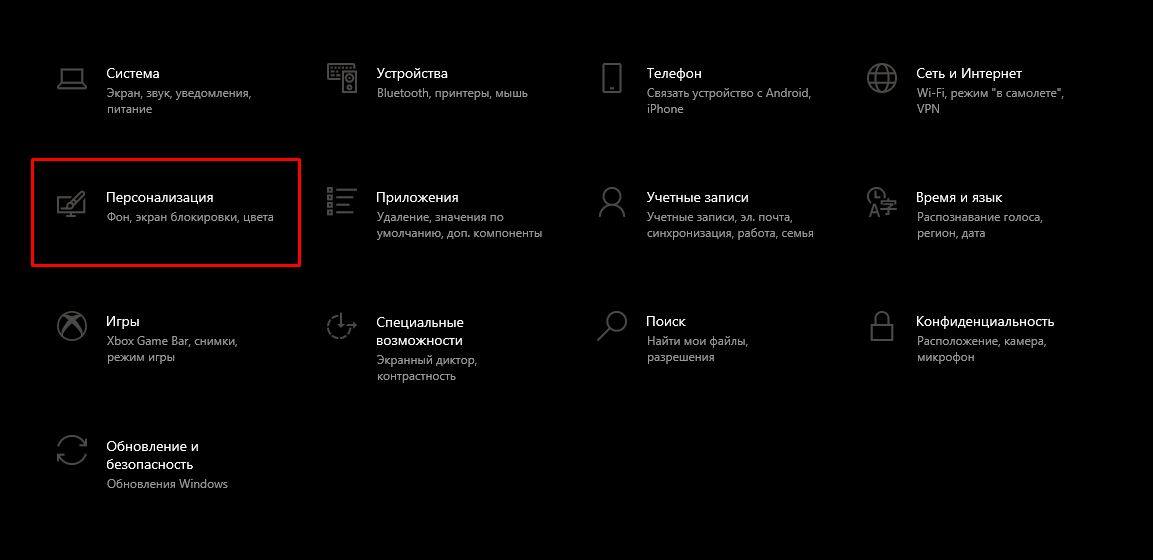 Система
Экран, звук, уведомления,
питание
Устройства
Bluetooth, принтеры, мышь
Телефон
Связать устройство с Android,
iPhone
Сеть и Интернет
Wi-Fi, режим "в самолете",
VPN
Персонализация
Фон, экран блокировки, цвета
Приложения
Удаление, значения по
умолчанию, доп. компоненты
Учетные записи
Учетные записи, эл. почта,
синхронизация, работа, семья
Время и язык
Распознавание голоса,
регион, дата
Игры
Xbox Game Bar, снимки,
режим игры
Специальные
возможности
Экранный диктор,
контрастность
Поиск
Найти мои файлы,
разрешения
Конфиденциальность
Расположение, камера,
микрофон
Обновление и
безопасность
Обновления Windows